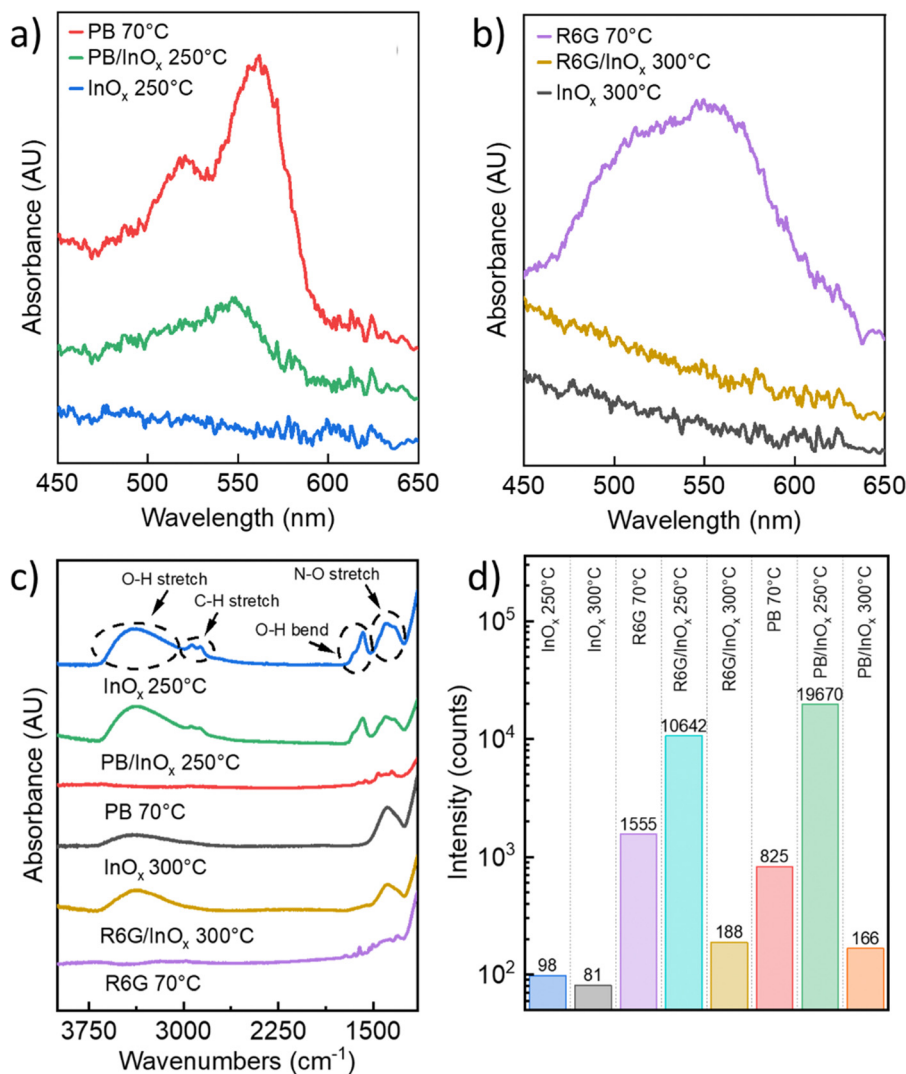 a)
PB 70°C
PB/InOₓ 250°C
InOₓ 250°C
Absorbance (AU)
450 500 550 600 650
Wavelength (nm)
b)
R6G 70°C
R6G/InOₓ 300°C
InOₓ 300°C
Absorbance (AU)
450 500 550 600 650
Wavelength (nm)
c)
O-H stretch
C-H stretch
N-O stretch
O-H bend
InOₓ 250°C
PB/InOₓ 250°C
PB 70°C
InOₓ 300°C
R6G/InOₓ 300°C
R6G 70°C
Absorbance (AU)
3750 3000 2250 1500
Wavenumbers (cm⁻¹)
d)
InOₓ 250°C
InOₓ 300°C
R6G 70°C
R6G/InOₓ 250°C
R6G/InOₓ 300°C
PB 70°C
PB/InOₓ 250°C
PB/InOₓ 300°C
10⁵
10⁴
10³
10²
Intensity (counts)
98
81
1555
10642
188
825
19670
166